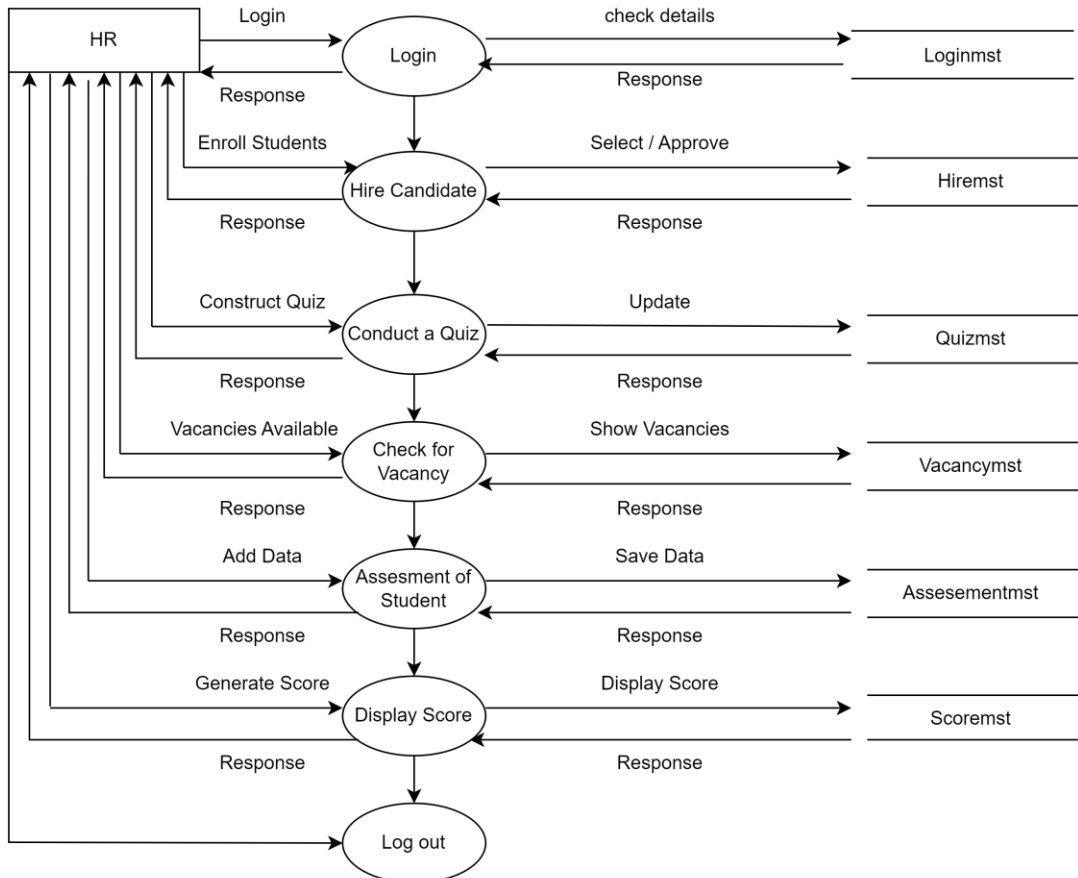 HR
Login
Login
check details
Loginmst
Response
Response
Enroll Students
Hire Candidate
Select / Approve
Hiremst
Response
Response
Construct Quiz
Conduct a Quiz
Update
Quizmst
Response
Response
Vacancies Available
Check for
Vacancy
Show Vacancies
Vacancymst
Response
Response
Add Data
Assesment of
Student
Save Data
Assesementmst
Response
Response
Generate Score
Display Score
Display Score
Scoremst
Response
Response
Log out